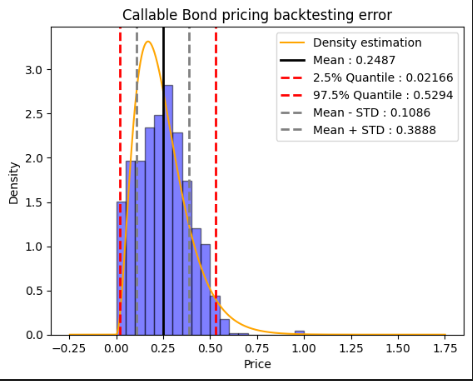 Callable Bond pricing backtesting error
Density estimation
Mean : 0.2487
2.5% Quantile : 0.02166
97.5% Quantile : 0.5294
Mean - STD : 0.1086
Mean + STD : 0.3888
Density
3.0
2.5
2.0
1.5
1.0
0.5
0.0
−0.25 0.00 0.25 0.50 0.75 1.00 1.25 1.50 1.75
Price